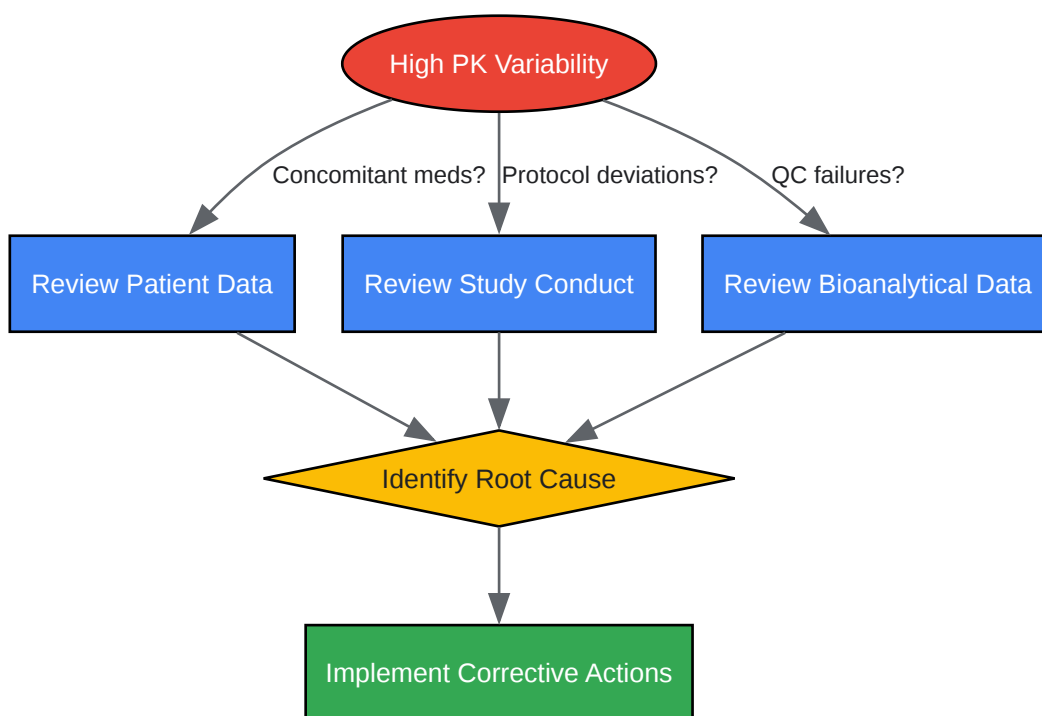 High PK Variability
Concomitant meds?
Protocol deviations?
QC failures?
Review Patient Data
Review Study Conduct
Review Bioanalytical Data
Identify Root Cause
Implement Corrective Actions